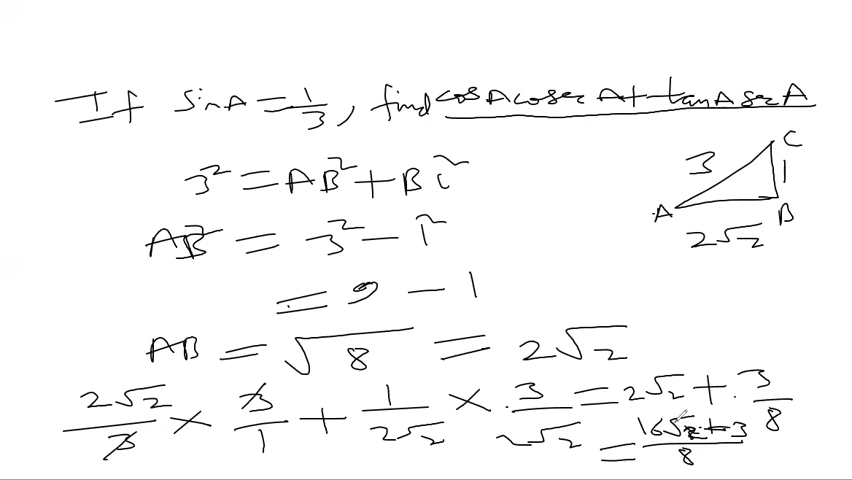 If sinA = 1/3, find cosA cosec A + tanA sec A
3² = AB² + BC²
AB² = 3² - 1²
= 9 - 1
AB = √8 = 2√2
2√2/3 × 3/1 + 1/2√2 × 3/2√2 = 2√2 + 3/8
= 16√2+3/8
C
3
1
A
B
2√2